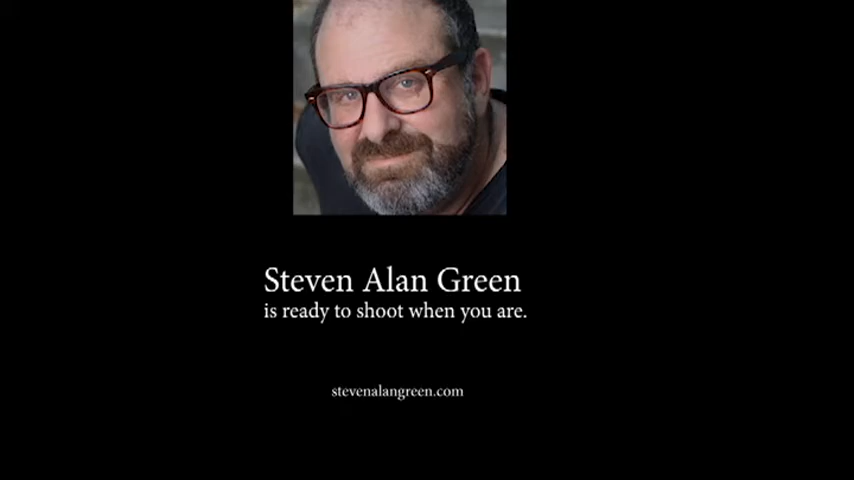 Steven Alan Green
is ready to shoot when you are.
stevenalangreen.com